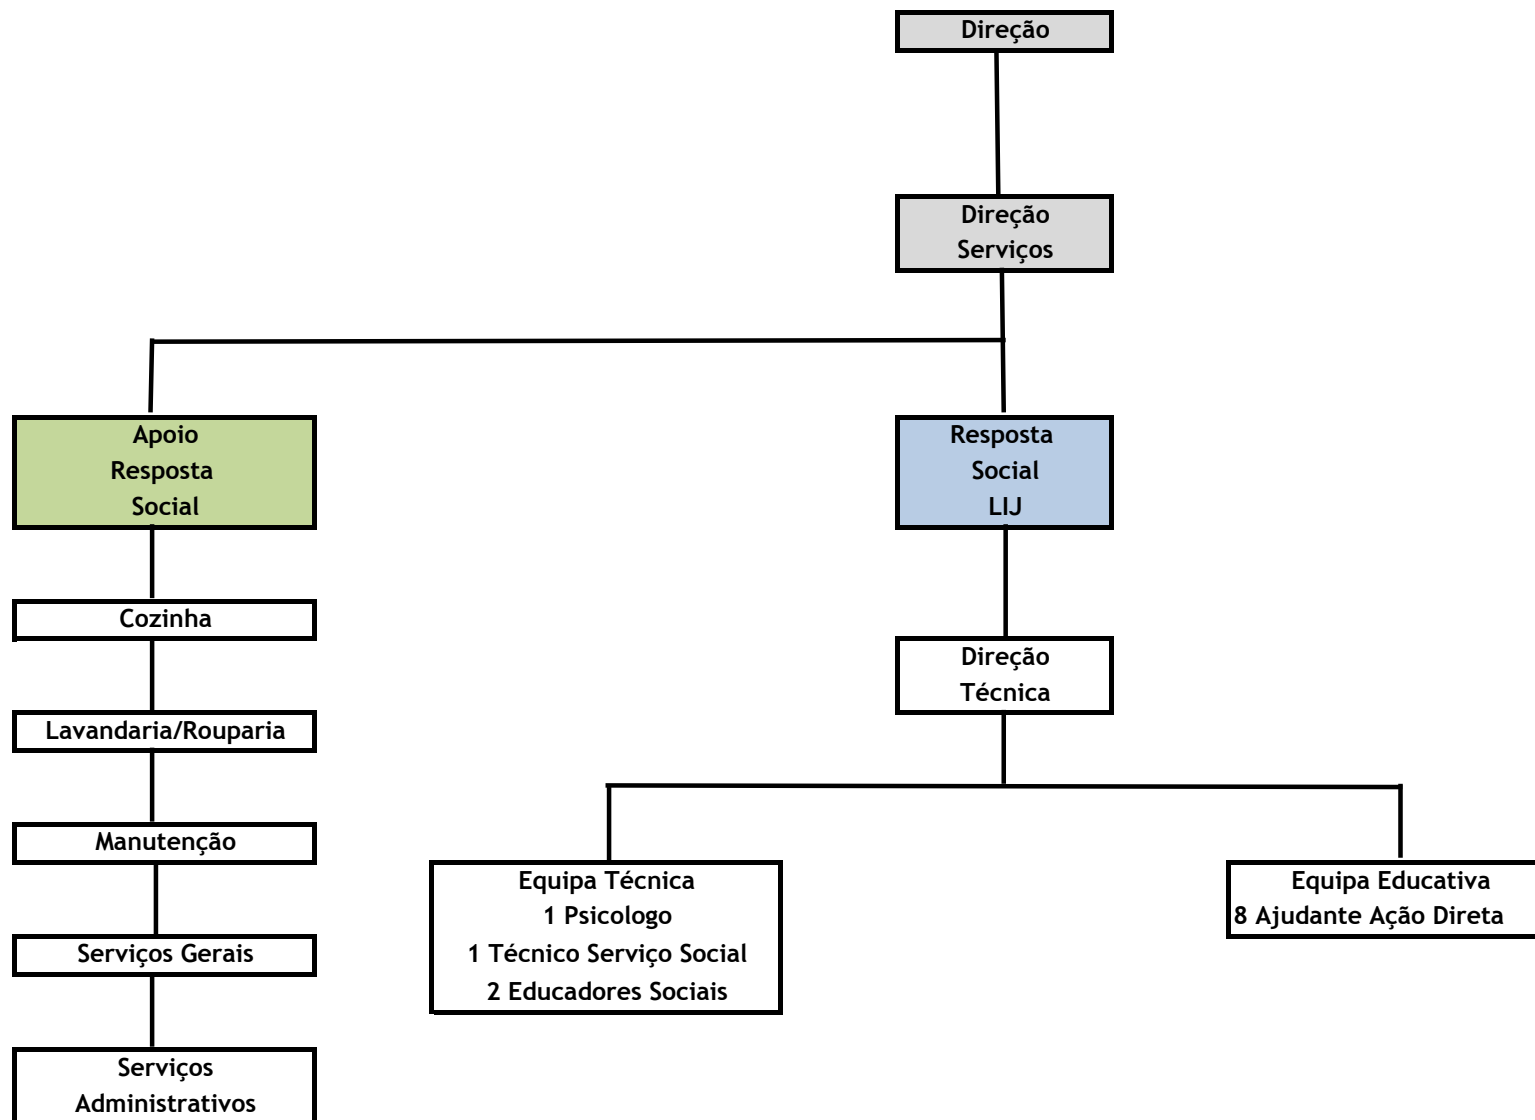 Direção
Direção
Serviços
Apoio
Resposta
Social
Resposta
Social
LIJ
Cozinha
Direção
Técnica
Lavandaria/Rouparia
Manutenção
Equipa Técnica
1 Psicologo
1 Técnico Serviço Social
2 Educadores Sociais
Equipa Educativa
8 Ajudante Ação Direta
Serviços Gerais
Serviços
Administrativos